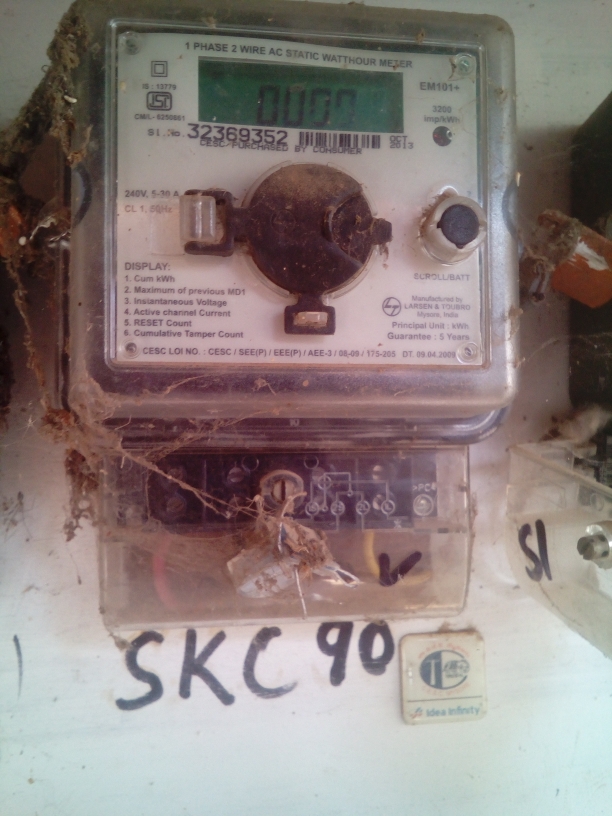 1 PHASE 2 WIRE AC STATIC WATTHOUR METER
IS : 13779
CM/L - 6250861
EM101+
3200
imp/kWh
Sl.No. 32369352
OCT
2013
CESC-PURCHASED BY CONSUMER
240V, 5-30 A
CL 1, 50Hz
SCROLL/BATT
DISPLAY:
1. Cum kWh
2. Maximum of previous MD1
3. Instantaneous Voltage
4. Active channel Current
5. RESET Count
6. Cumulative Tamper Count
Manufactured by
LARSEN & TOUBRO
Mysore, India
Principal Unit : kWh
Guarantee : 5 Years
CESC LOI NO. : CESC / SEE(P) / EEE(P) / AEE-3 / 08-09 / 175-205 DT 09.04.2009
S1
SKC 90
Idea Infinity